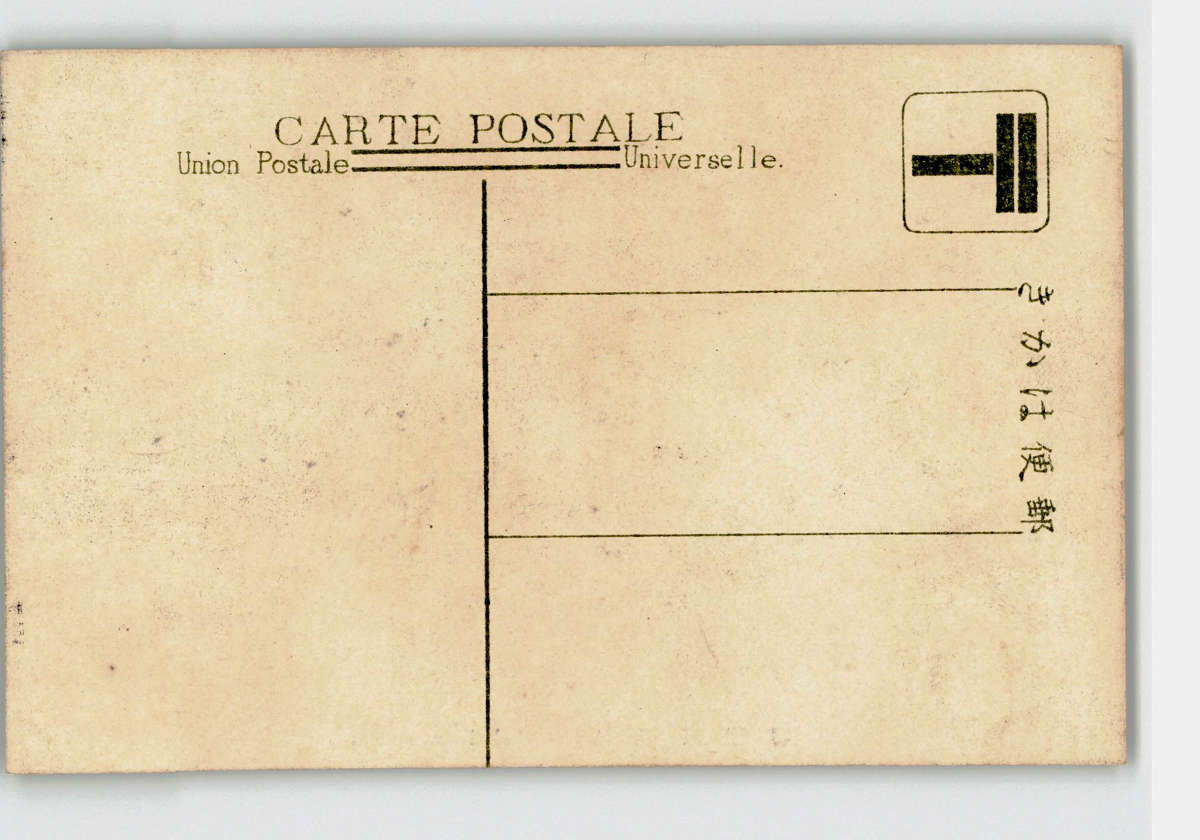 CARTE POSTALE
Union Postale Universelle.
〒
郵便はかき